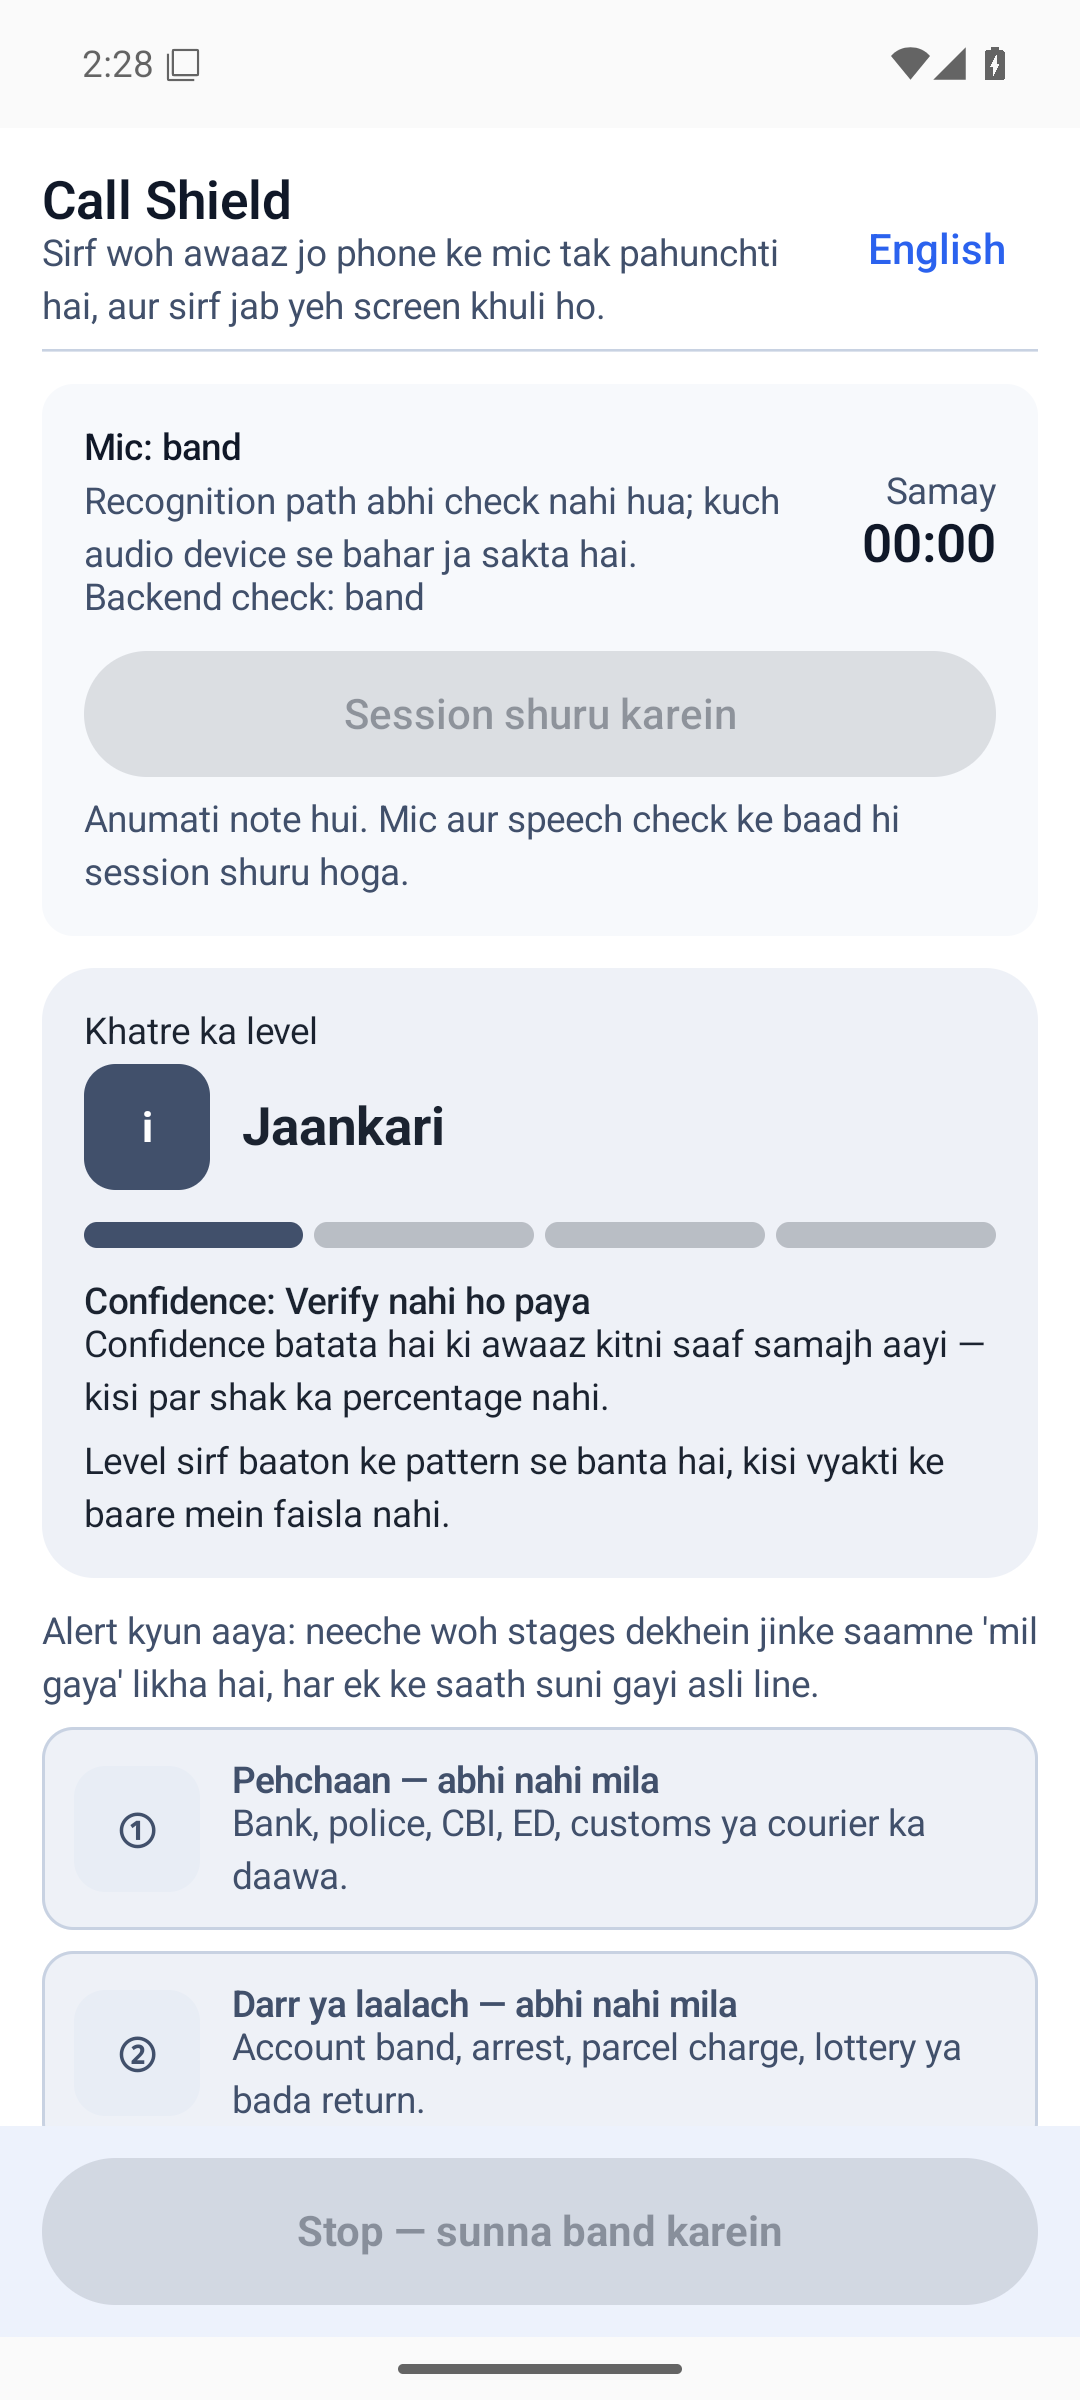 2:28
Call Shield
Sirf woh awaaz jo phone ke mic tak pahunchti
hai, aur sirf jab yeh screen khuli ho.
English
Mic: band
Recognition path abhi check nahi hua; kuch
audio device se bahar ja sakta hai.
Backend check: band
Samay
00:00
Session shuru karein
Anumati note hui. Mic aur speech check ke baad hi
session shuru hoga.
Khatre ka level
i
Jaankari
Confidence: Verify nahi ho paya
Confidence batata hai ki awaaz kitni saaf samajh aayi —
kisi par shak ka percentage nahi.
Level sirf baaton ke pattern se banta hai, kisi vyakti ke
baare mein faisla nahi.
Alert kyun aaya: neeche woh stages dekhein jinke saamne 'mil
gaya' likha hai, har ek ke saath suni gayi asli line.
①
Pehchaan — abhi nahi mila
Bank, police, CBI, ED, customs ya courier ka
daawa.
②
Darr ya laalach — abhi nahi mila
Account band, arrest, parcel charge, lottery ya
bada return.
Stop — sunna band karein